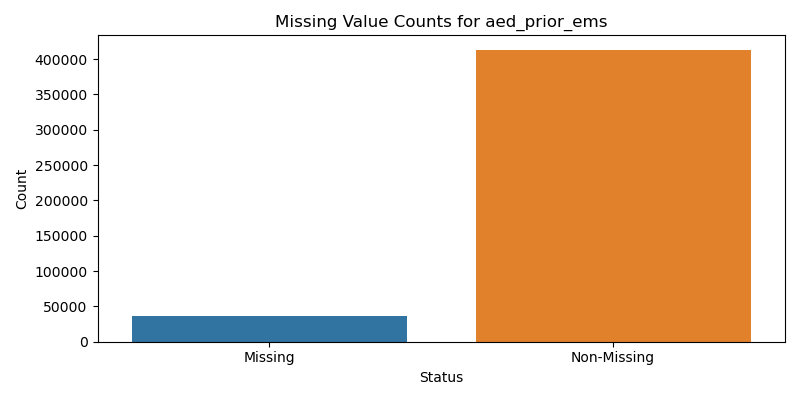 Missing Value Counts for aed_prior_ems
400000
350000
300000
250000
200000
150000
100000
50000
0
Count
Missing
Non-Missing
Status